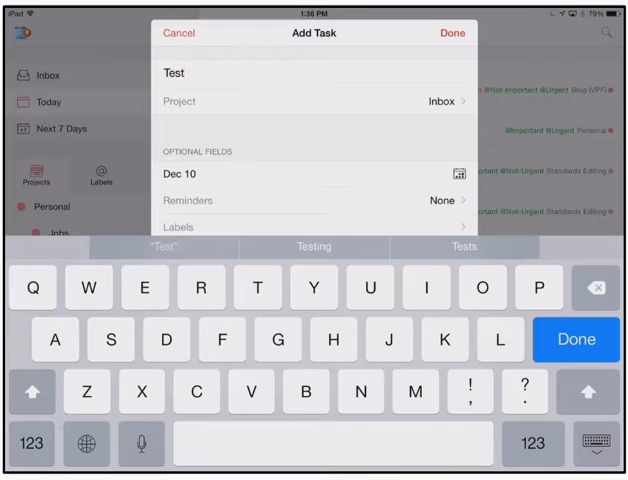 iPad 1:36 PM 79%
Cancel Add Task Done
Test
Project Inbox
OPTIONAL FIELDS
Dec 10
Reminders None
Labels
Inbox
Today
Next 7 Days
Projects Labels
Personal
Jobs
@Not-Important @Urgent Blog (VPF)
@Important @Urgent Personal
@Not-Urgent Standards Editing
@Not-Urgent Standards Editing
"Test" Testing Tests
Q W E R T Y U I O P
A S D F G H J K L Done
Z X C V B N M ! , ? .
123 123